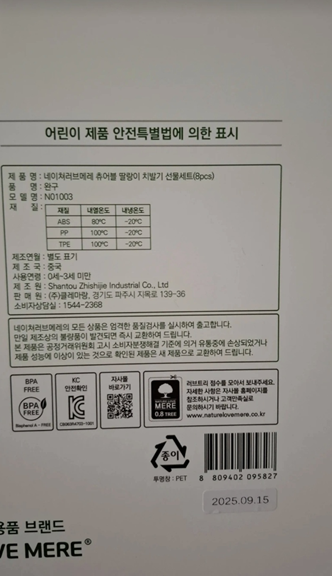 어린이 제품 안전특별법에 의한 표시
제 품 명 : 네이쳐러브메레 츄어블 딸랑이 치발기 선물세트(8pcs)
품 명 : 완구
모 델 명 : N01003
재 질 :
재질 내열온도 내냉온도
ABS 80℃ -20℃
PP 100℃ -20℃
TPE 100℃ -20℃
제조연월 : 별도 표기
제 조 국 : 중국
사용연령 : 0세-3세 미만
제 조 원 : Shantou Zhishijie Industrial Co., Ltd
판 매 원 : (주)클레마랑, 경기도 파주시 지목로 139-36
소비자상담실 : 1544-2368
네이쳐러브메레의 모든 상품은 엄격한 품질검사를 실시하여 출고합니다.
만일 제조상의 불량품이 발견되면 즉시 교환하여 드립니다.
본 제품은 공정거래위원회 고시 소비자분쟁해결 기준에 의거 유통중에 손상되었거나
제품 성능에 이상이 있는 것으로 확인된 제품은 새 제품으로 교환하여 드립니다.
BPA FREE
BPA FREE
Bisphenol A - FREE
KC 안전확인
자사몰 바로가기
MERE
0.8 TREE
러브트리 점수를 모아서 보내주세요.
자세한 사항은 자사몰 홈페이지를
참조하시거나 고객만족실로
문의하시기 바랍니다.
www.naturelovemere.co.kr
종이
투명창 : PET
8 809402 095827
2025.09.15
용품 브랜드
VE MERE®